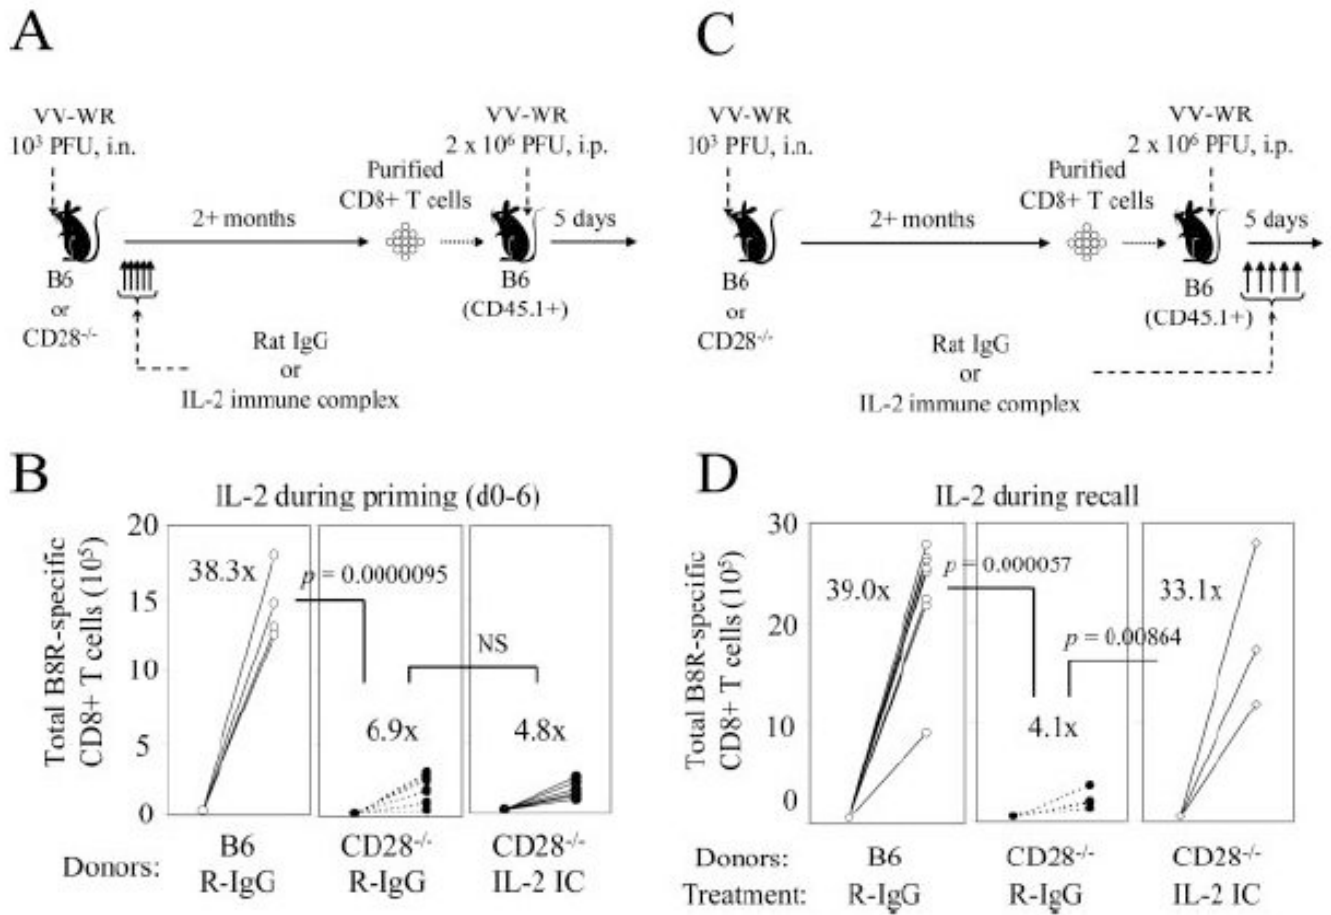 A
VV-WR
10³ PFU, i.n.
VV-WR
2 x 10⁶ PFU, i.p.
Purified
CD8+ T cells
2+ months
5 days
B6
or
CD28-/-
B6
(CD45.1+)
Rat IgG
or
IL-2 immune complex
C
VV-WR
10³ PFU, i.n.
VV-WR
2 x 10⁶ PFU, i.p.
Purified
CD8+ T cells
2+ months
5 days
B6
or
CD28-/-
B6
(CD45.1+)
Rat IgG
or
IL-2 immune complex
B
IL-2 during priming (d0-6)
Total B8R-specific
CD8+ T cells (10⁵)
20
15
10
5
0
38.3x
p = 0.0000095
NS
6.9x
4.8x
Donors:
B6
R-IgG
CD28-/-
R-IgG
CD28-/-
IL-2 IC
D
IL-2 during recall
Total B8R-specific
CD8+ T cells (10⁵)
30
20
10
0
39.0x
p = 0.000057
33.1x
p = 0.00864
4.1x
Donors: B6 CD28-/- CD28-/-
Treatment: R-IgG R-IgG IL-2 IC